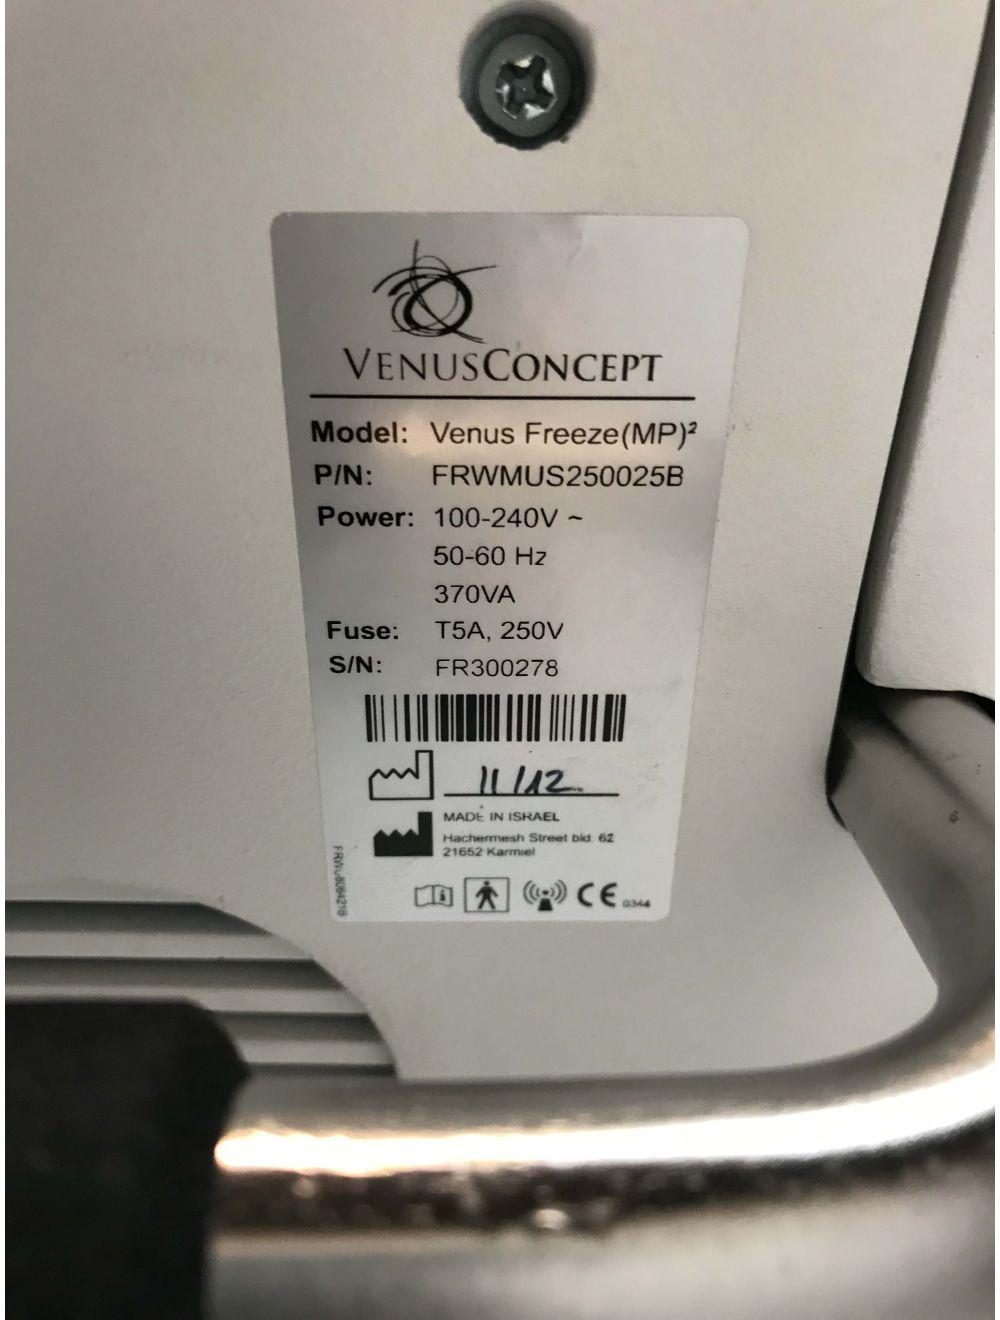 VENUSCONCEPT
Model: Venus Freeze(MP)²
P/N: FRWMUS250025B
Power: 100-240V ~
50-60 Hz
370VA
Fuse: T5A, 250V
S/N: FR300278
11/12
MADE IN ISRAEL
Hachermesh Street bld. 62
21652 Karmiel
CE 0344